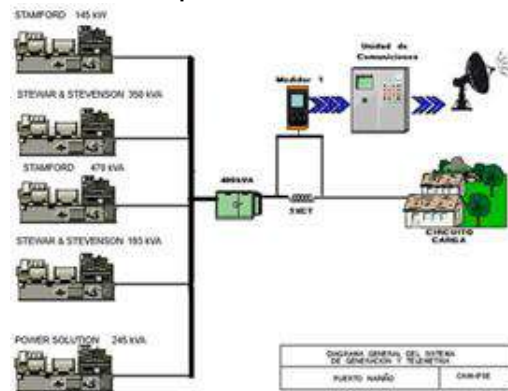 STAMFORD 145 kW
STEWAR & STEVENSON 350 kVA
STAMFORD 470 kVA
STEWAR & STEVENSON 165 kVA
POWER SOLUTION 245 kVA
400kVA
Medidor 1
Unidad de
Comunicaciones
CIRCUITO
CARGA
DIAGRAMA GENERAL DEL SISTEMA
DE GENERACION Y TELEMETRIA
PUERTO NARIÑO